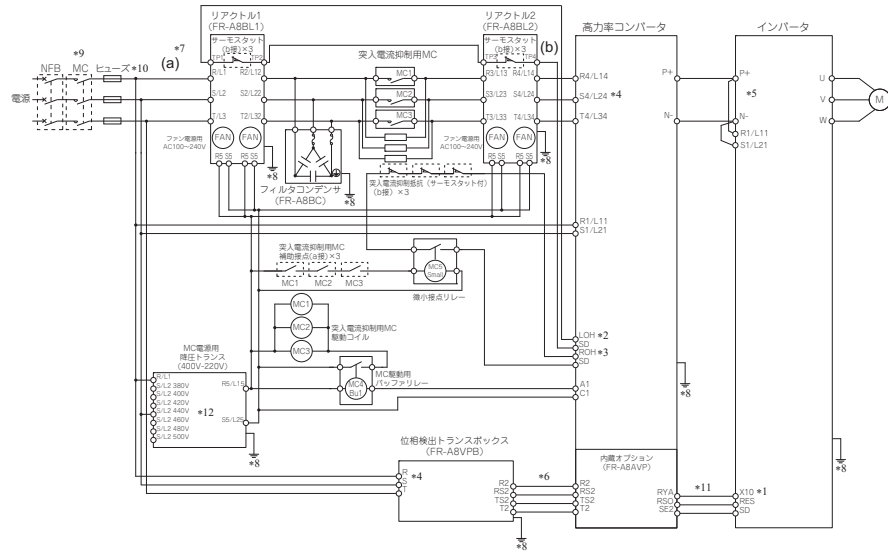 リアクトル1
(FR-A8BL1)
サーモスタット
(b接)×3
*7
TP1 TP2
リアクトル2
(FR-A8BL2)
サーモスタット
(b接)×3
(b)
TP3 TP4
高力率コンバータ
インバータ
*9
NFB MC ヒューズ *10 (a)
電源
R/L1 R2/L12
S/L2 S2/L22
T/L3 T2/L32
突入電流抑制用MC
MC1
MC2
MC3
R3/L13 R4/L14
S3/L23 S4/L24
T3/L33 T4/L34
R4/L14
S4/L24 *4
T4/L34
P+
N-
P+
*5
N-
R1/L11
S1/L21
U
V
W
M
ファン電源用
AC100~240V
FAN FAN
R5 S5 R5 S5
*8
フィルタコンデンサ
(FR-A8BC)
*8
ファン電源用
AC100~240V
FAN FAN
R5 S5 R5 S5
*8
突入電流抑制抵抗(サーモスタット付)
(b接)×3
R1/L11
S1/L21
突入電流抑制用MC
補助接点(a接)×3
MC1 MC2 MC3
MC5
Small
微小接点リレー
MC1
MC2
MC3
突入電流抑制用MC
駆動コイル
LOH *2
SD
ROH *3
SD
MC電源用
降圧トランス
(400V-220V)
R/L1
S/L2 380V
S/L2 400V
S/L2 420V
S/L2 440V
S/L2 460V
S/L2 480V
S/L2 500V
*12
R5/L15
S5/L25
*8
MC4
Bu1
MC駆動用
バッファリレー
A1
C1
*8
*8
位相検出トランスボックス
(FR-A8VPB)
R
S
T
*4
R2
RS2
TS2
T2
*6
*8
内蔵オプション
(FR-A8AVP)
R2
RS2
TS2
T2
RYA
RSO
SE2
*11
X10 *1
RES
SD